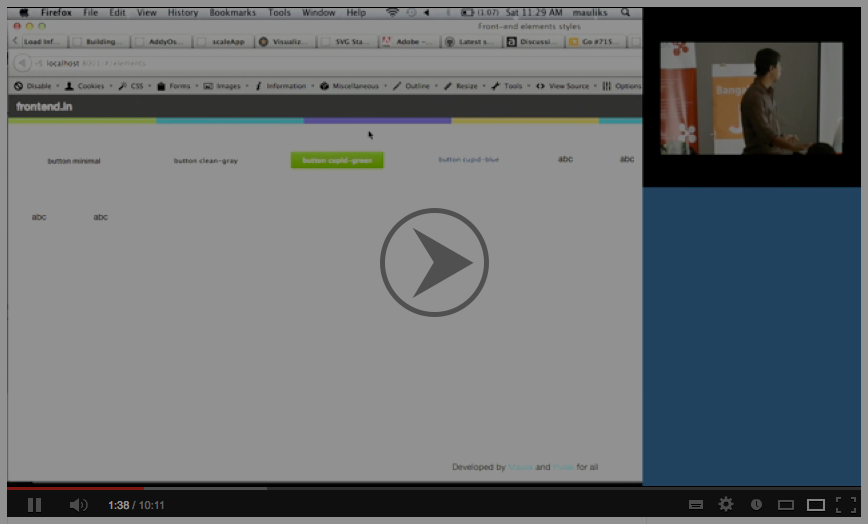 Firefox File Edit View History Bookmarks Tools Window Help (1:07) Sat 11:29 AM mauliks
Front-end elements styles
Load Inf... Building... AddyOs... scaleApp Visualiz... SVG Sta... Adobe –... Latest s... Discussi... Ge #715...
localhost:8001/#/elements
Disable Cookies CSS Forms Images Information Miscellaneous Outline Resize Tools View Source Options
frontend.in
button minimal button clean-gray button cupid-green button cupid-blue abc abc
abc abc
Developed by and for all
1:38 / 10:11